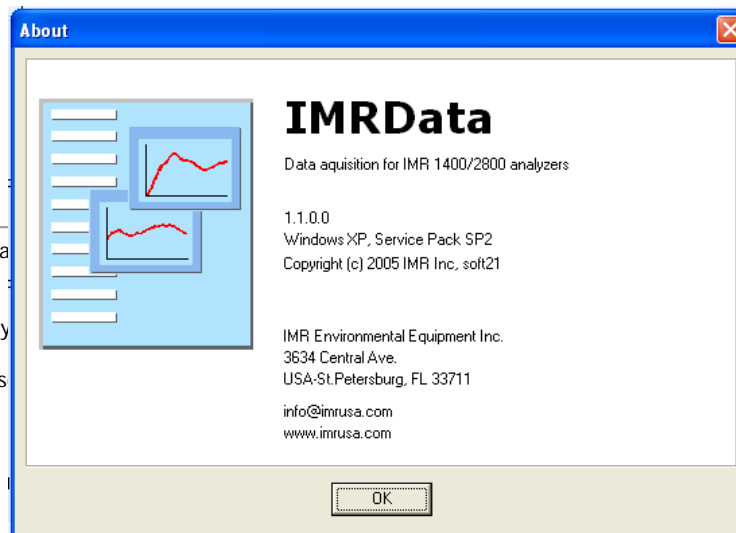 About
IMRData
Data aquisition for IMR 1400/2800 analyzers
1.1.0.0
Windows XP, Service Pack SP2
Copyright (c) 2005 IMR Inc, soft21
IMR Environmental Equipment Inc.
3634 Central Ave.
USA-St.Petersburg, FL 33711
info@imrusa.com
www.imrusa.com
OK